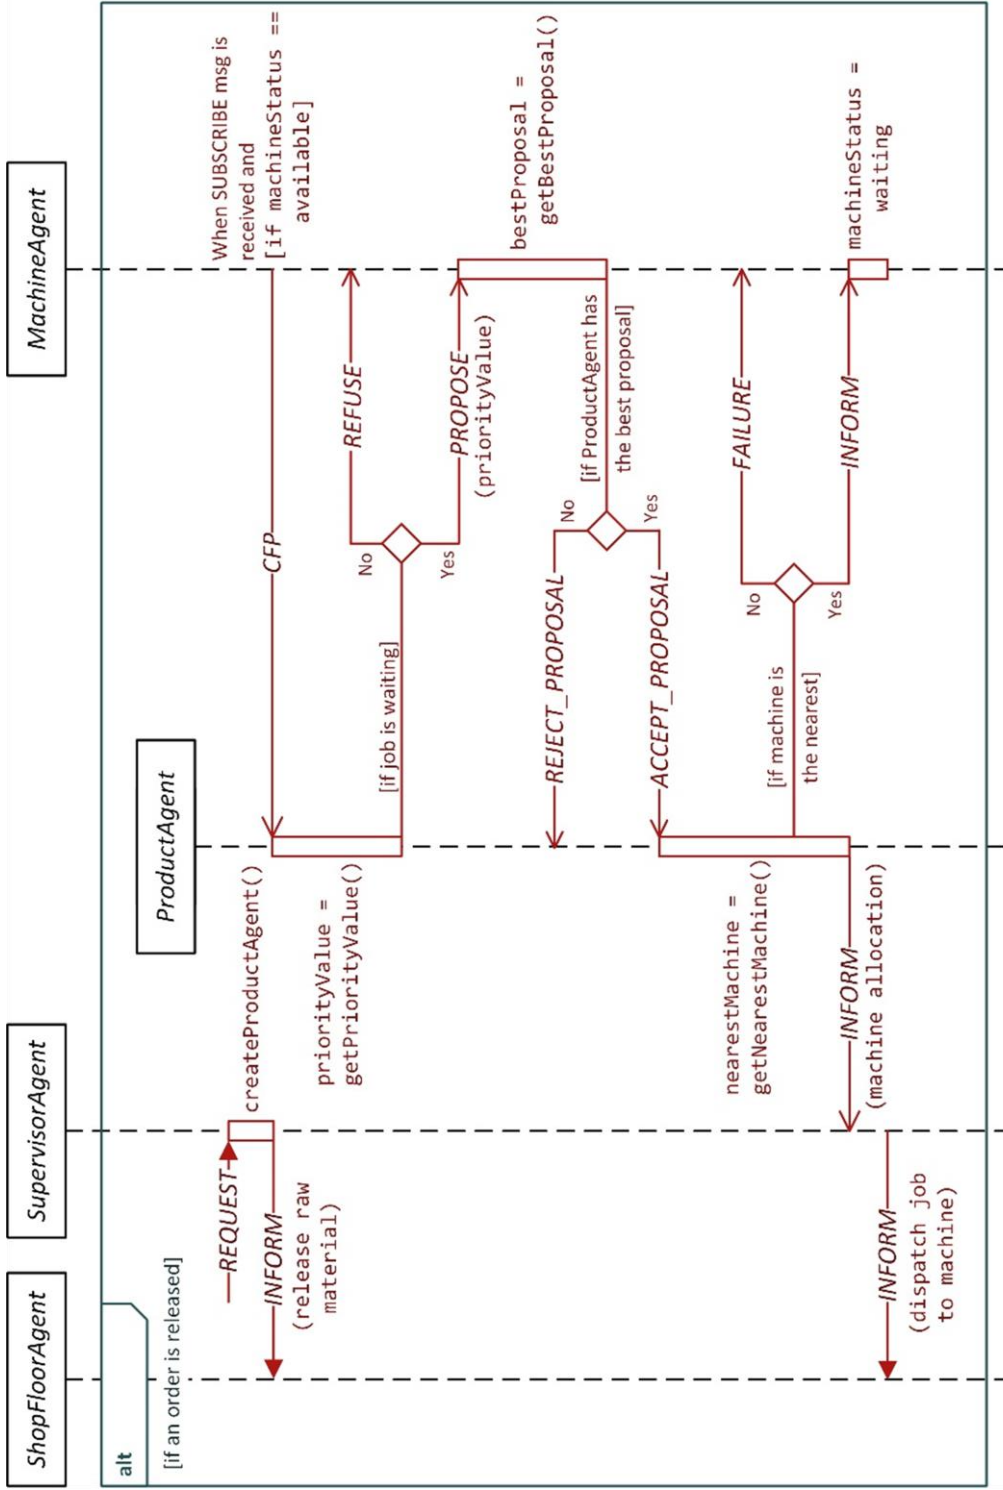 ShopFloorAgent
SupervisorAgent
ProductAgent
MachineAgent
alt
[if an order is released]
REQUEST
createProductAgent()
INFORM
(release raw
material)
When SUBSCRIBE msg is
received and
[if machineStatus ==
available]
CFP
priorityValue =
getPriorityValue()
[if job is waiting]
No
REFUSE
Yes
PROPOSE
(priorityValue)
bestProposal =
getBestProposal()
[if ProductAgent has
the best proposal]
No
REJECT_PROPOSAL
Yes
ACCEPT_PROPOSAL
nearestMachine =
getNearestMachine()
[if machine is
the nearest]
No
FAILURE
Yes
INFORM
machineStatus =
waiting
INFORM
(machine allocation)
INFORM
(dispatch job
to machine)